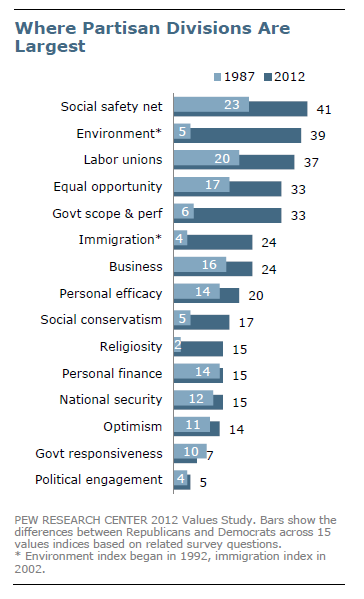 Where Partisan Divisions Are
Largest
1987 2012
Social safety net 23 41
Environment* 5 39
Labor unions 20 37
Equal opportunity 17 33
Govt scope & perf 6 33
Immigration* 4 24
Business 16 24
Personal efficacy 14 20
Social conservatism 5 17
Religiosity 2 15
Personal finance 14 15
National security 12 15
Optimism 11 14
Govt responsiveness 10 7
Political engagement 4 5
PEW RESEARCH CENTER 2012 Values Study. Bars show the
differences between Republicans and Democrats across 15
values indices based on related survey questions.
* Environment index began in 1992, immigration index in
2002.